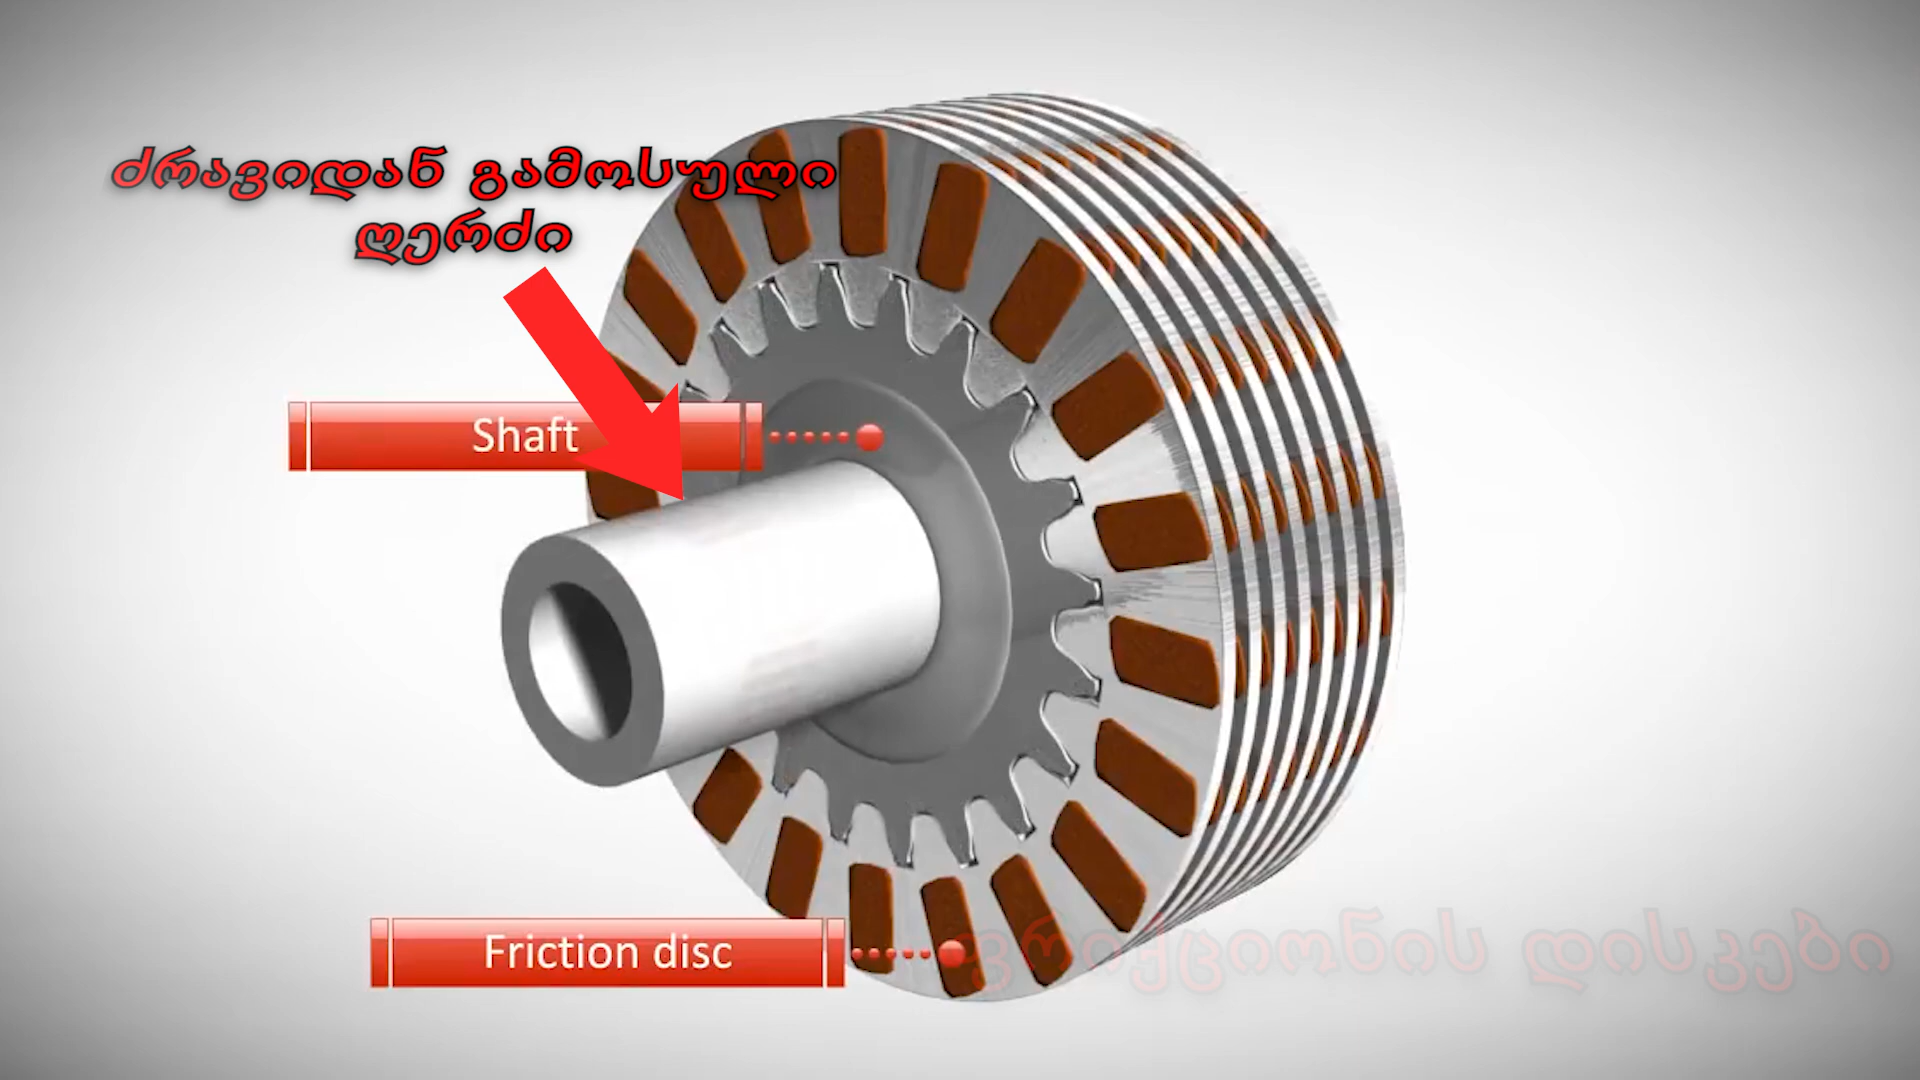 ძრავიდან გამოსული
ღერძი
Shaft
Friction disc
ფრიქციონის დისკები